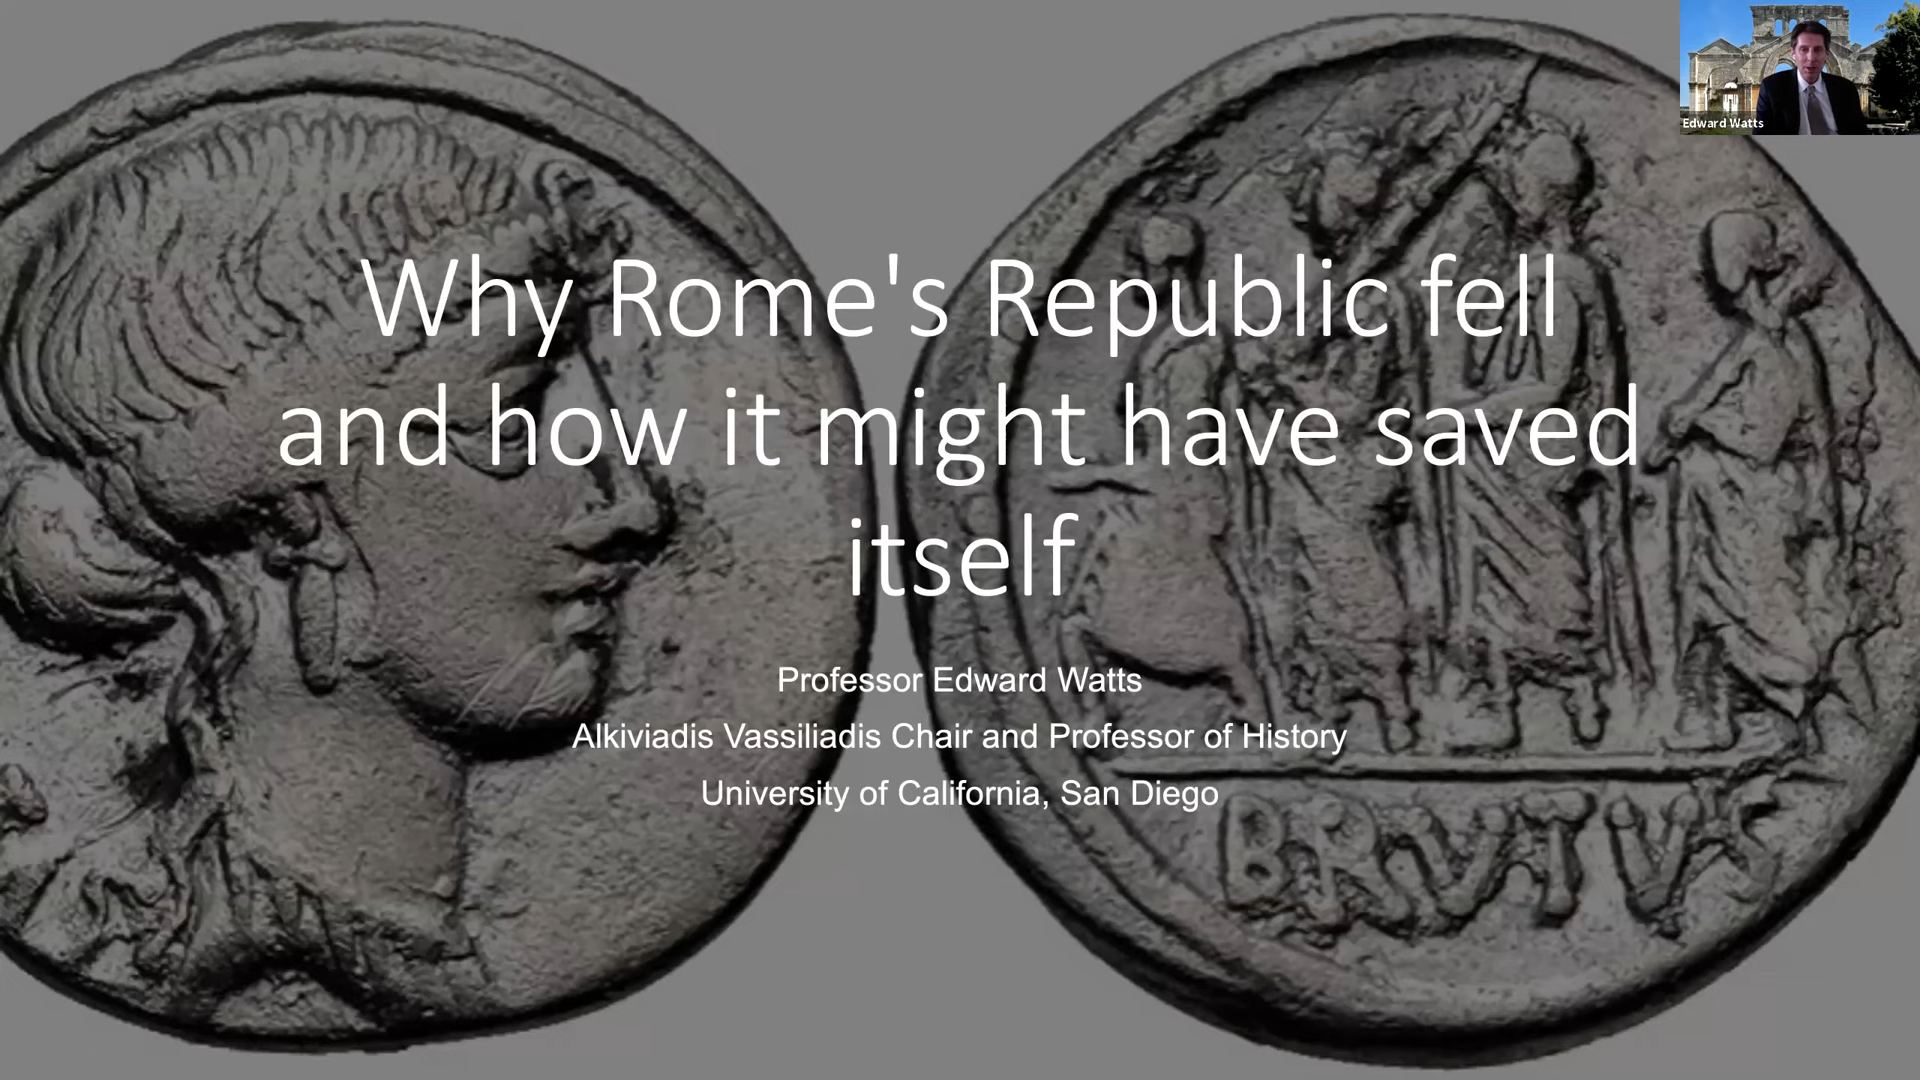 Edward Watts
Why Rome's Republic fell
and how it might have saved
itself
Professor Edward Watts
Alkiviadis Vassiliadis Chair and Professor of History
University of California, San Diego
BRVTVS